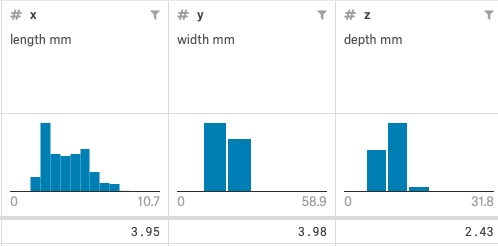 # x
length mm
0 10.7
3.95
# y
width mm
0 58.9
3.98
# z
depth mm
0 31.8
2.43